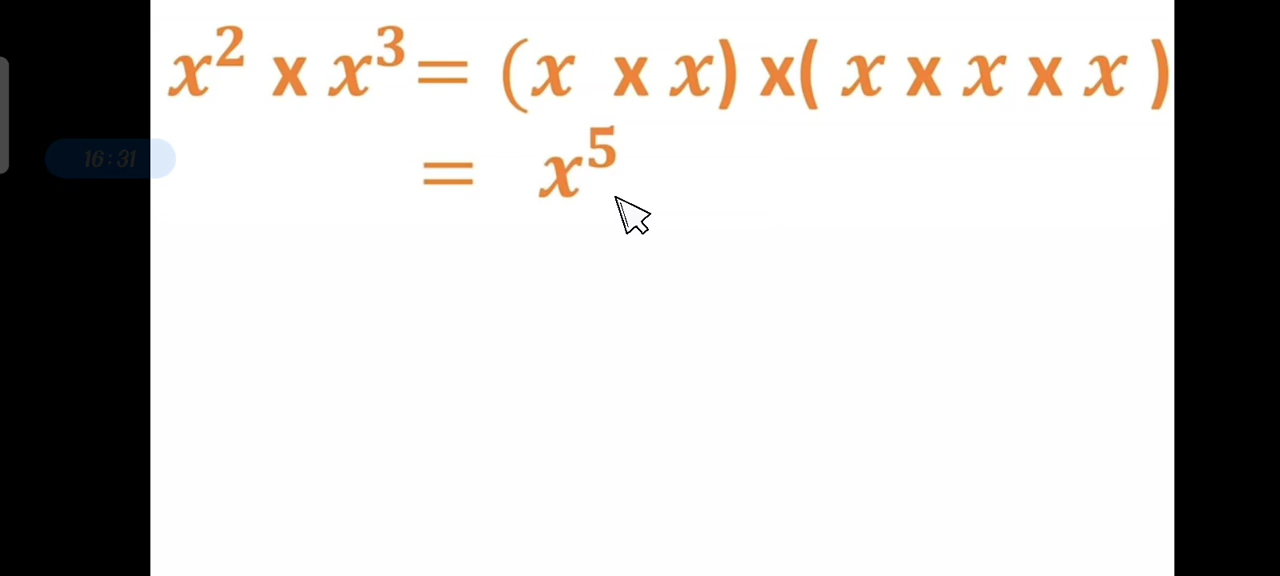 x² x x³= (x x x) x( x x x x x )
16:31
= x⁵